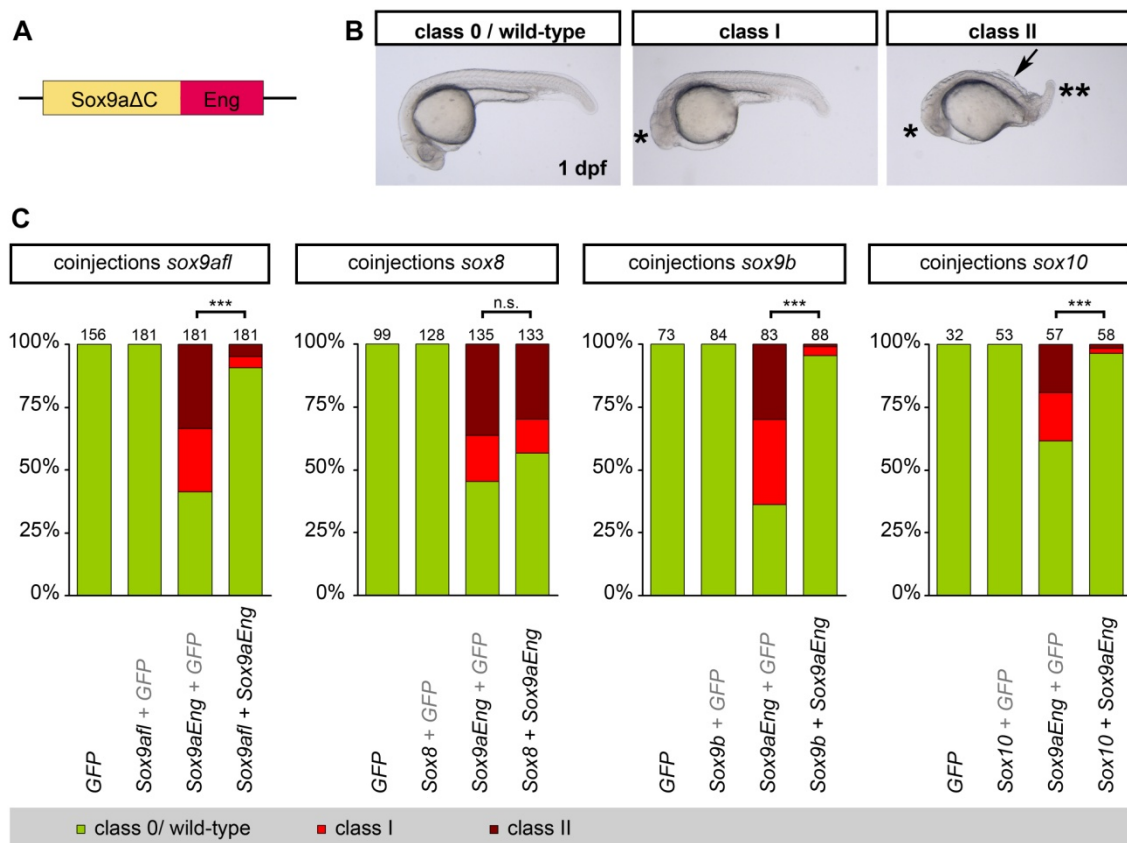 A
Sox9aΔC Eng
B
class 0 / wild-type class I class II
* * **
1 dpf
C
coinjections sox9afl coinjections sox8 coinjections sox9b coinjections sox10
*** n.s. *** ***
156 181 181 181 99 128 135 133 73 84 83 88 32 53 57 58
100% 100% 100% 100%
75% 75% 75% 75%
50% 50% 50% 50%
25% 25% 25% 25%
0% 0% 0% 0%
GFP
Sox9afl + GFP
Sox9aEng + GFP
Sox9afl + Sox9aEng
GFP
Sox8 + GFP
Sox9aEng + GFP
Sox8 + Sox9aEng
GFP
Sox9b + GFP
Sox9aEng + GFP
Sox9b + Sox9aEng
GFP
Sox10 + GFP
Sox9aEng + GFP
Sox10 + Sox9aEng
class 0/ wild-type class I class II